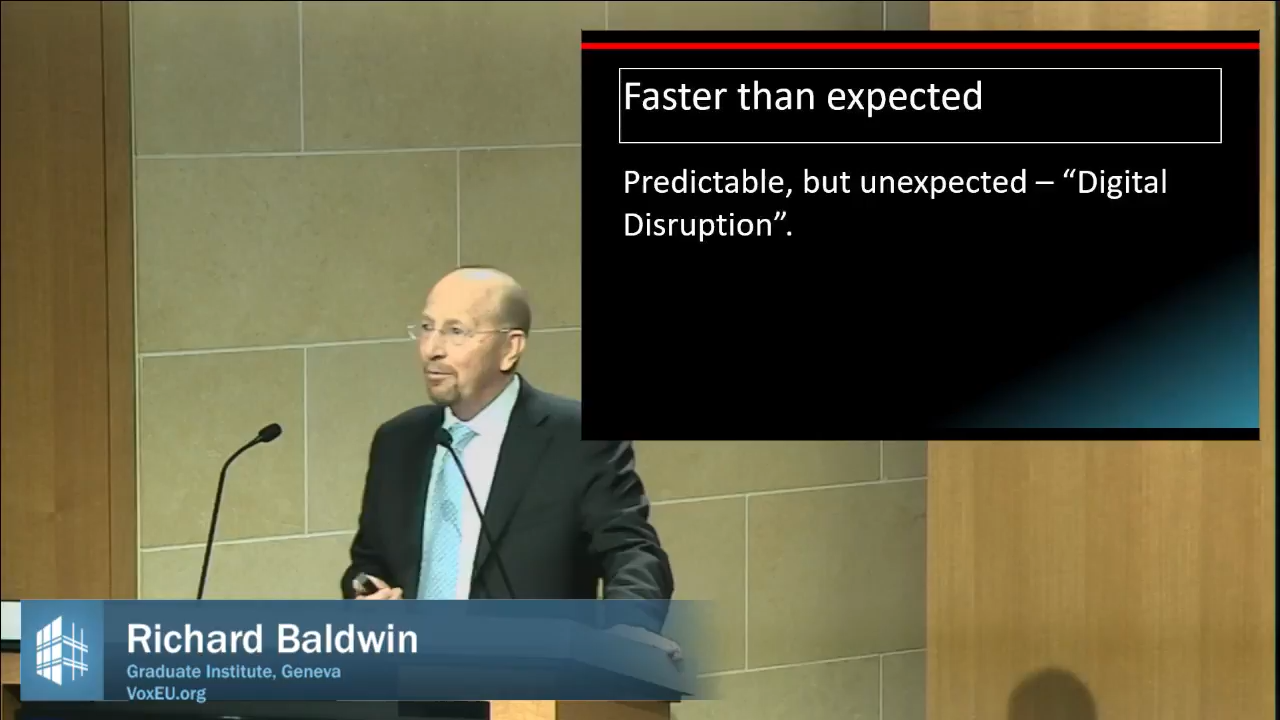 Faster than expected
Predictable, but unexpected – “Digital
Disruption”.
Richard Baldwin
Graduate Institute, Geneva
VoxEU.org